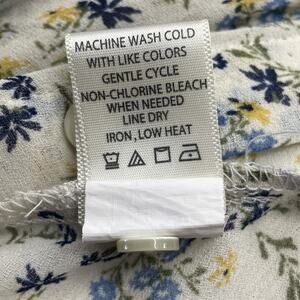 MACHINE WASH COLD
WITH LIKE COLORS
GENTLE CYCLE
NON-CHLORINE BLEACH
WHEN NEEDED
LINE DRY
IRON , LOW HEAT